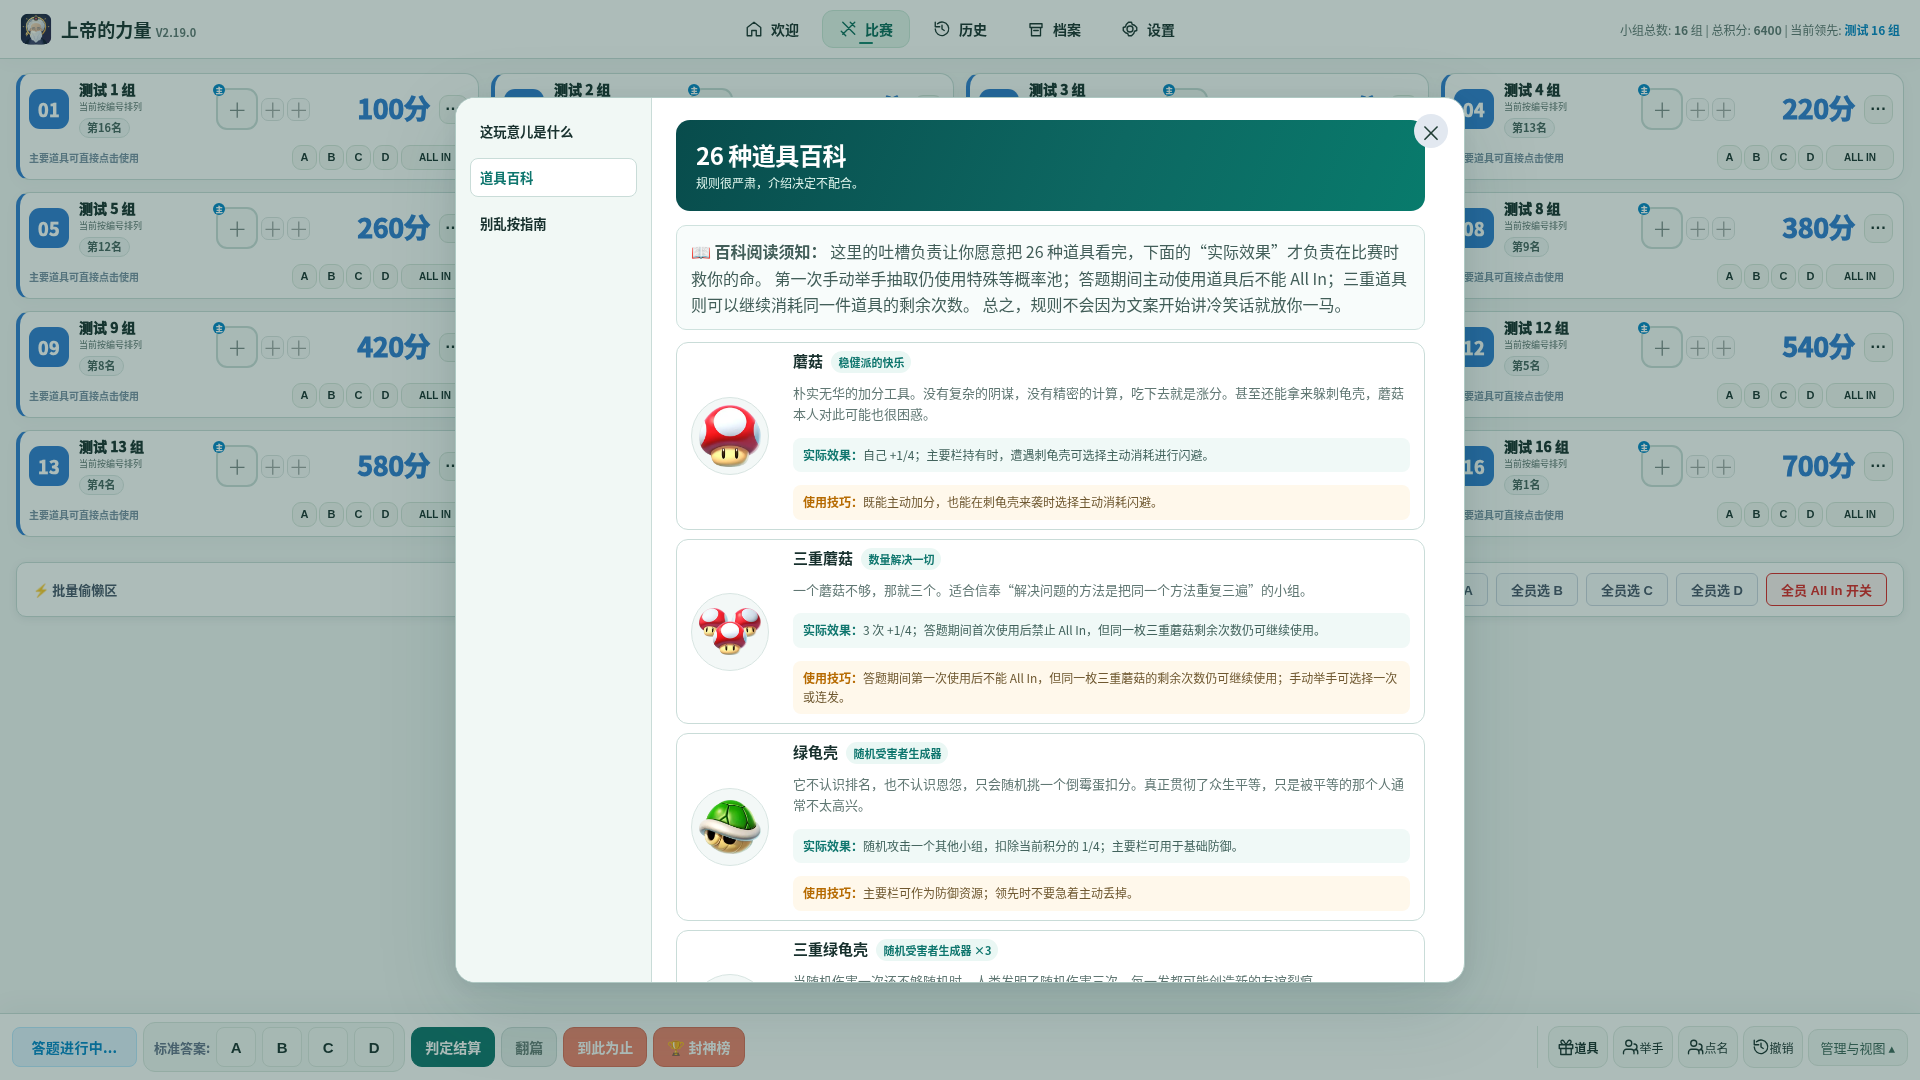 上帝的力量 V2.19.0
欢迎
比赛
历史
档案
设置
小组总数: 16 组 | 总积分: 6400 | 当前领先: 测试 16 组
01
测试 1 组
当前按编号排列
第16名
主
100分
主要道具可直接点击使用
A B C D ALL IN
测试 2 组
主
测试 3 组
主
04
测试 4 组
当前按编号排列
第13名
主
220分
要道具可直接点击使用
A B C D ALL IN
05
测试 5 组
当前按编号排列
第12名
主
260分
主要道具可直接点击使用
A B C D ALL IN
08
测试 8 组
当前按编号排列
第9名
主
380分
要道具可直接点击使用
A B C D ALL IN
09
测试 9 组
当前按编号排列
第8名
主
420分
主要道具可直接点击使用
A B C D ALL IN
12
测试 12 组
当前按编号排列
第5名
主
540分
要道具可直接点击使用
A B C D ALL IN
13
测试 13 组
当前按编号排列
第4名
主
580分
主要道具可直接点击使用
A B C D ALL IN
16
测试 16 组
当前按编号排列
第1名
主
700分
要道具可直接点击使用
A B C D ALL IN
⚡ 批量偷懒区
A
全员选 B
全员选 C
全员选 D
全员 All In 开关
这玩意儿是什么
道具百科
别乱按指南
26 种道具百科
规则很严肃，介绍决定不配合。
📖 百科阅读须知： 这里的吐槽负责让你愿意把 26 种道具看完，下面的“实际效果”才负责在比赛时
救你的命。 第一次手动举手抽取仍使用特殊等概率池；答题期间主动使用道具后不能 All In；三重道具
则可以继续消耗同一件道具的剩余次数。 总之，规则不会因为文案开始讲冷笑话就放你一马。
蘑菇 稳健派的快乐
朴实无华的加分工具。没有复杂的阴谋，没有精密的计算，吃下去就是涨分。甚至还能拿来躲刺龟壳，蘑菇
本人对此可能也很困惑。
实际效果：自己 +1/4；主要栏持有时，遭遇刺龟壳可选择主动消耗进行闪避。
使用技巧：既能主动加分，也能在刺龟壳来袭时选择主动消耗闪避。
三重蘑菇 数量解决一切
一个蘑菇不够，那就三个。适合信奉“解决问题的方法是把同一个方法重复三遍”的小组。
实际效果：3 次 +1/4；答题期间首次使用后禁止 All In，但同一枚三重蘑菇剩余次数仍可继续使用。
使用技巧：答题期间第一次使用后不能 All In，但同一枚三重蘑菇的剩余次数仍可继续使用；手动举手可选择一次
或连发。
绿龟壳 随机受害者生成器
它不认识排名，也不认识恩怨，只会随机挑一个倒霉蛋扣分。真正贯彻了众生平等，只是被平等的那个人通
常不太高兴。
实际效果：随机攻击一个其他小组，扣除当前积分的 1/4；主要栏可用于基础防御。
使用技巧：主要栏可作为防御资源；领先时不要急着主动丢掉。
三重绿龟壳 随机受害者生成器 ×3
当随机伤害一次还不够随机时，人类发明了随机伤害三次。每一发都可能创造新的友谊裂痕。
答题进行中...
标准答案: A B C D
判定结算
翻篇
到此为止
🏆 封神榜
道具
举手
点名
撤销
管理与视图 ▴